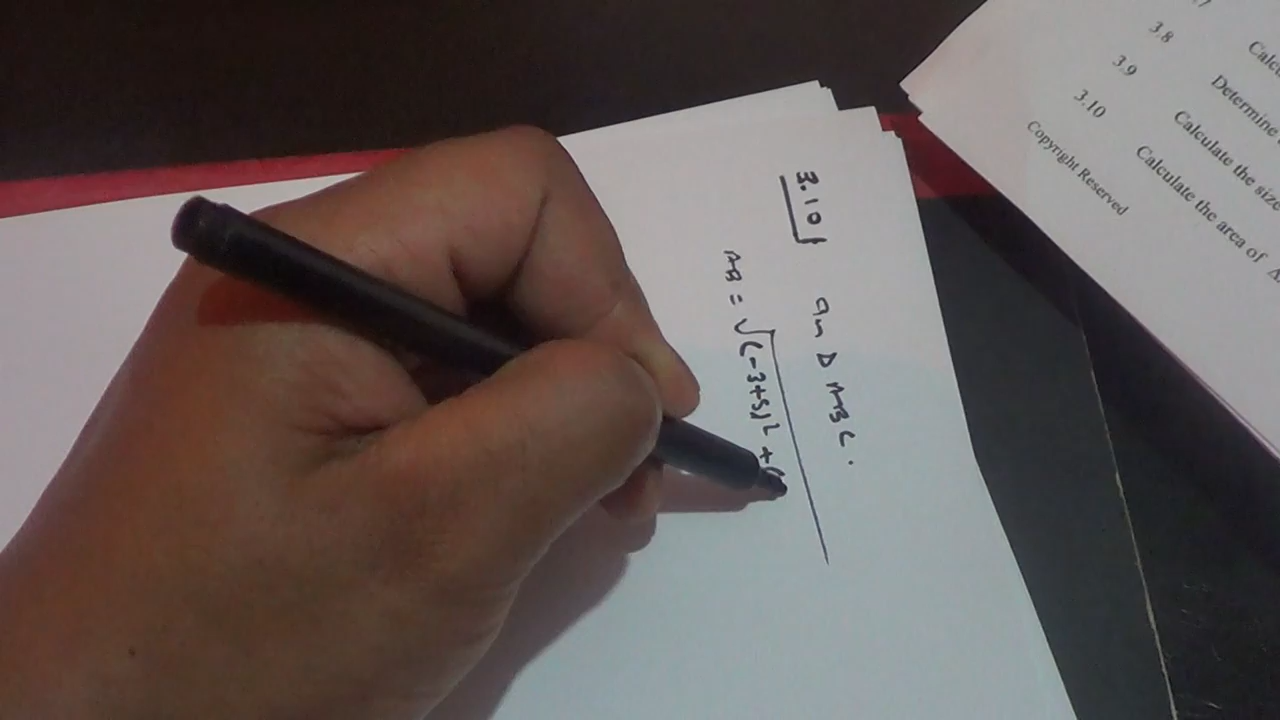 3.10
In Δ ABC.
AB = √(-3+5)² + (
3.8
3.9
3.10
Determine
Calculate the size
Calculate the area of Δ
Copyright Reserved